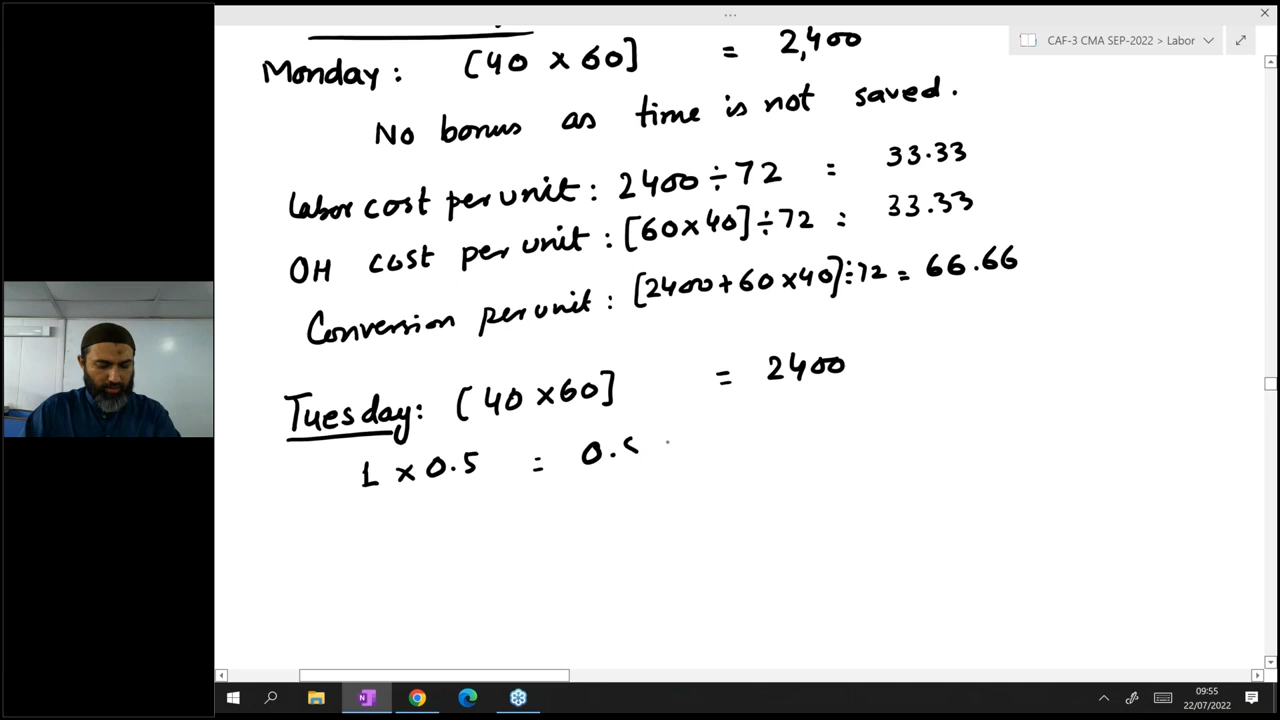 CAF-3 CMA SEP-2022 > Labor
Monday: [40 x 60] = 2,400
No bonus as time is not saved.
Labor cost per unit: 2400 ÷ 72 = 33.33
OH cost per unit: [60x40] ÷ 72 = 33.33
Conversion per unit: [2400 + 60 x 40] ÷ 72 = 66.66
Tuesday: [40 x 60] = 2400
1 x 0.5 = 0.
09:55
22/07/2022